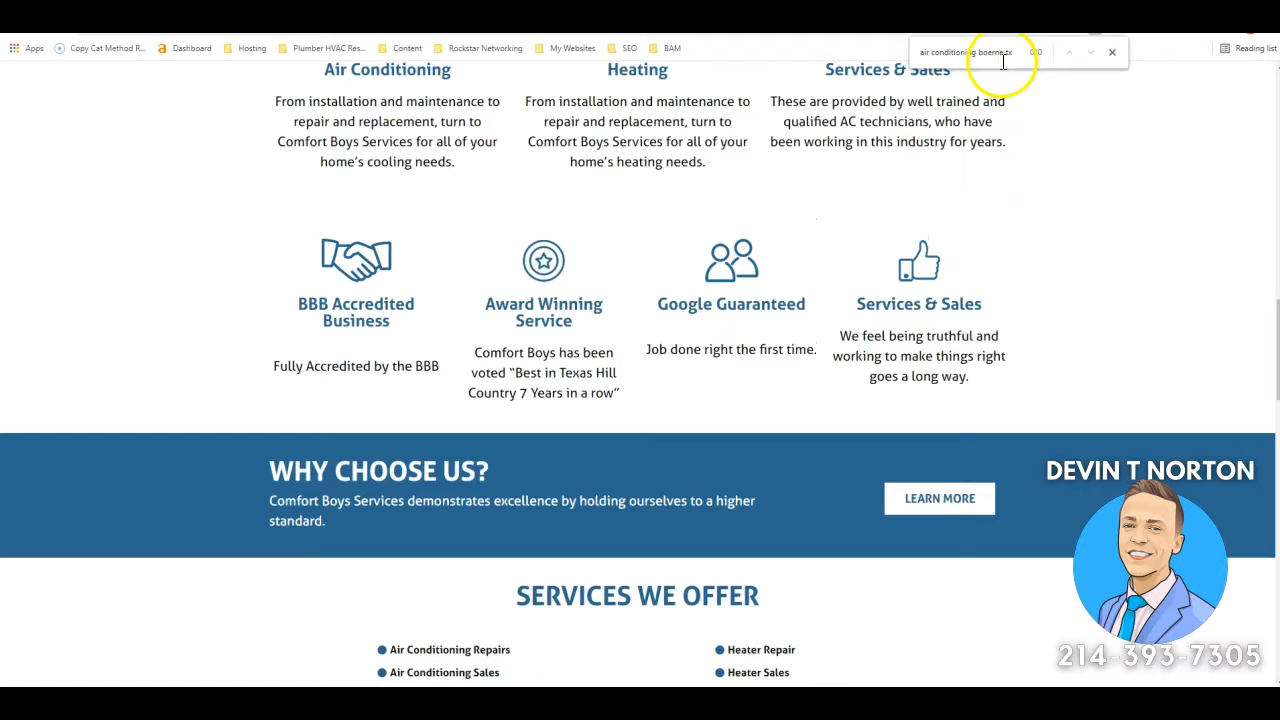 Apps
Copy Cat Method R...
Dashboard
Hosting
Plumber HVAC Res...
Content
Rockstar Networking
My Websites
SEO
BAM
air conditioning boerne tx
0/0
Reading list
Air Conditioning
From installation and maintenance to
repair and replacement, turn to
Comfort Boys Services for all of your
home's cooling needs.
Heating
From installation and maintenance to
repair and replacement, turn to
Comfort Boys Services for all of your
home's heating needs.
Services & Sales
These are provided by well trained and
qualified AC technicians, who have
been working in this industry for years.
BBB Accredited
Business
Fully Accredited by the BBB
Award Winning
Service
Comfort Boys has been
voted “Best in Texas Hill
Country 7 Years in a row”
Google Guaranteed
Job done right the first time.
Services & Sales
We feel being truthful and
working to make things right
goes a long way.
WHY CHOOSE US?
Comfort Boys Services demonstrates excellence by holding ourselves to a higher
standard.
LEARN MORE
DEVIN T NORTON
214-393-7305
SERVICES WE OFFER
Air Conditioning Repairs
Air Conditioning Sales
Heater Repair
Heater Sales